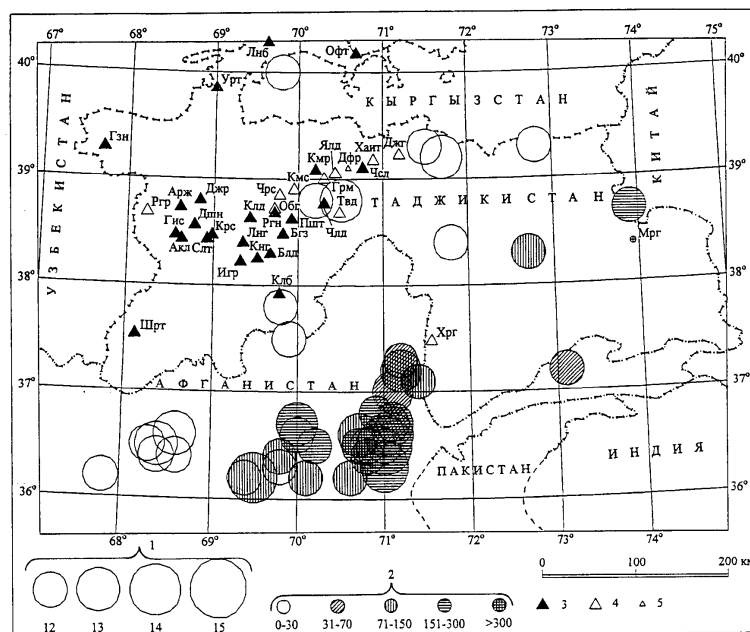 67° 68° 69° 70° 71° 72° 73° 74° 75°
Лнб Офт
40° 40°
Урт
КЫРГЫЗСТАН
УЗБЕКИСТАН
КИТАЙ
Гзн
Ялд Хаит Джг
Кмр Дфр Чсл
39° 39°
Кмс Грм
Ргр Арж Джр Чрс ТАДЖИКИСТАН
Клд Обг Твд
Гис Дшн Крс Ргн Пшт
Акл Слт Лнг Бгз Члд Мрг
Кнг Блд
Игр
38° 38°
Клб
Шрт Хрг
37° 37°
АФГАНИСТАН
ИНДИЯ
ПАКИСТАН
36° 36°
68° 69° 70° 71° 72° 73° 74°
1
12 13 14 15
2
0-30 31-70 71-150 151-300 >300
0 100 200 км
3 4 5